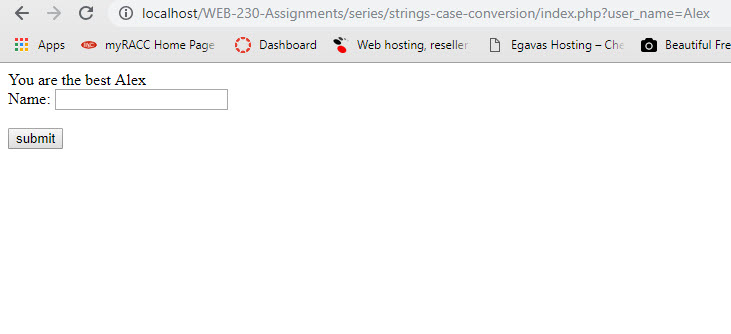 localhost/WEB-230-Assignments/series/strings-case-conversion/index.php?user_name=Alex
Apps myRACC Home Page Dashboard Web hosting, reseller Egavas Hosting – Che Beautiful Fre
You are the best Alex
Name:
submit